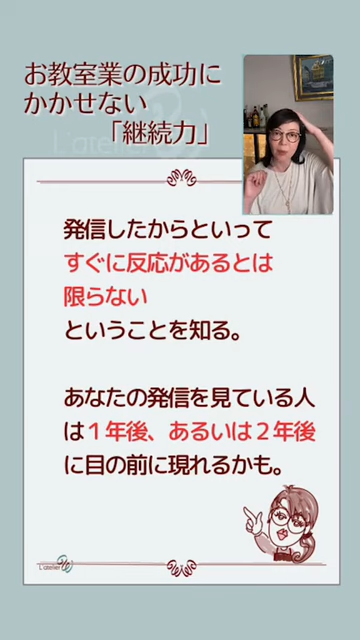 お教室業の成功に
かかせない
「継続力」
L'atelier
発信したからといって
すぐに反応があるとは
限らない
ということを知る。
あなたの発信を見ている人
は１年後、あるいは２年後
に目の前に現れるかも。
L'atelier